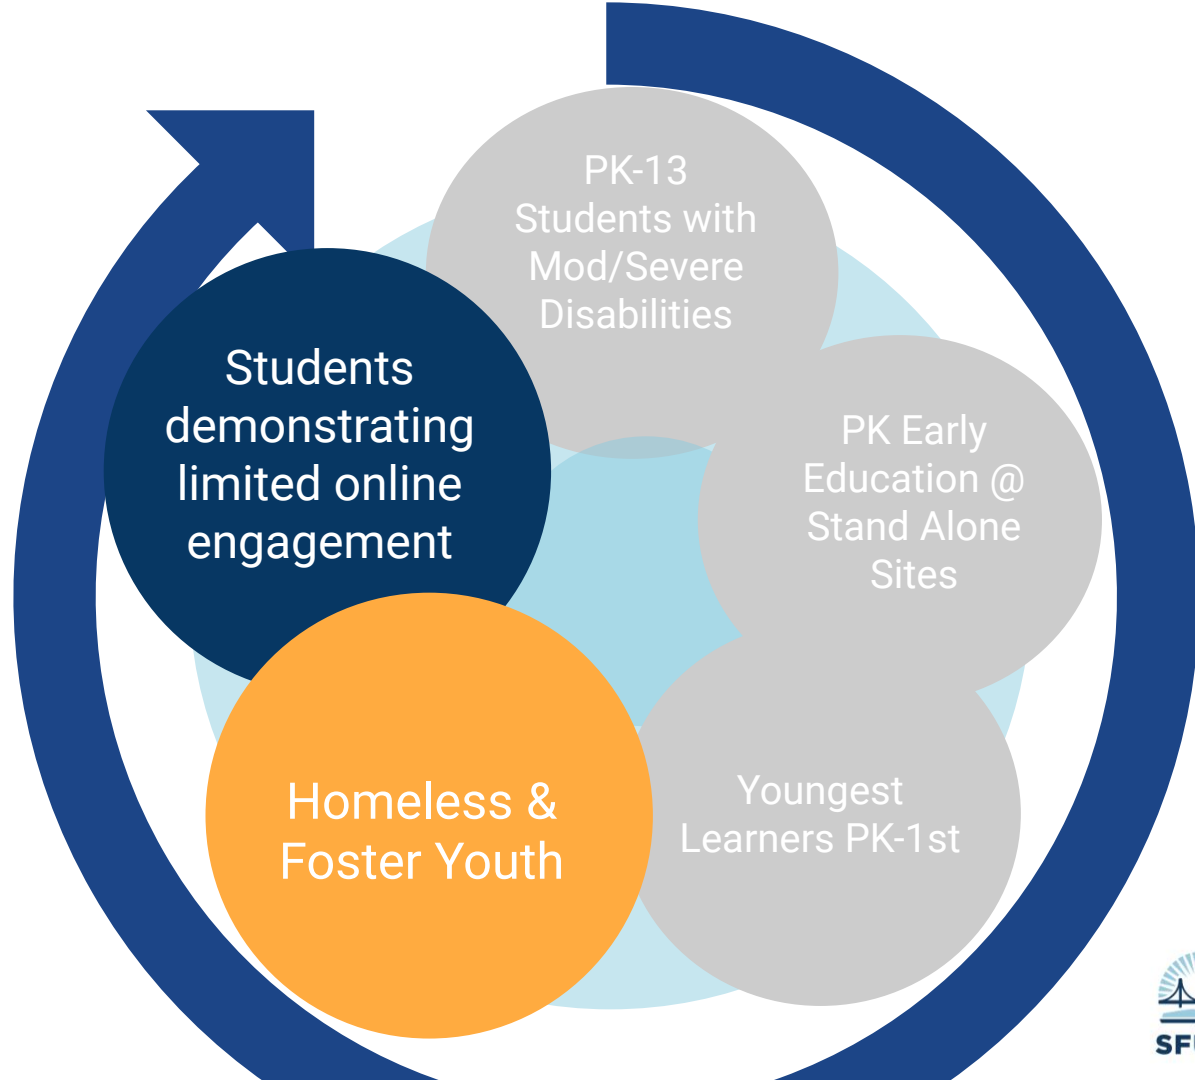 PK-13
Students with
Mod/Severe
Disabilities
PK Early
Education @
Stand Alone
Sites
Youngest
Learners PK-1st
Homeless &
Foster Youth
Students
demonstrating
limited online
engagement